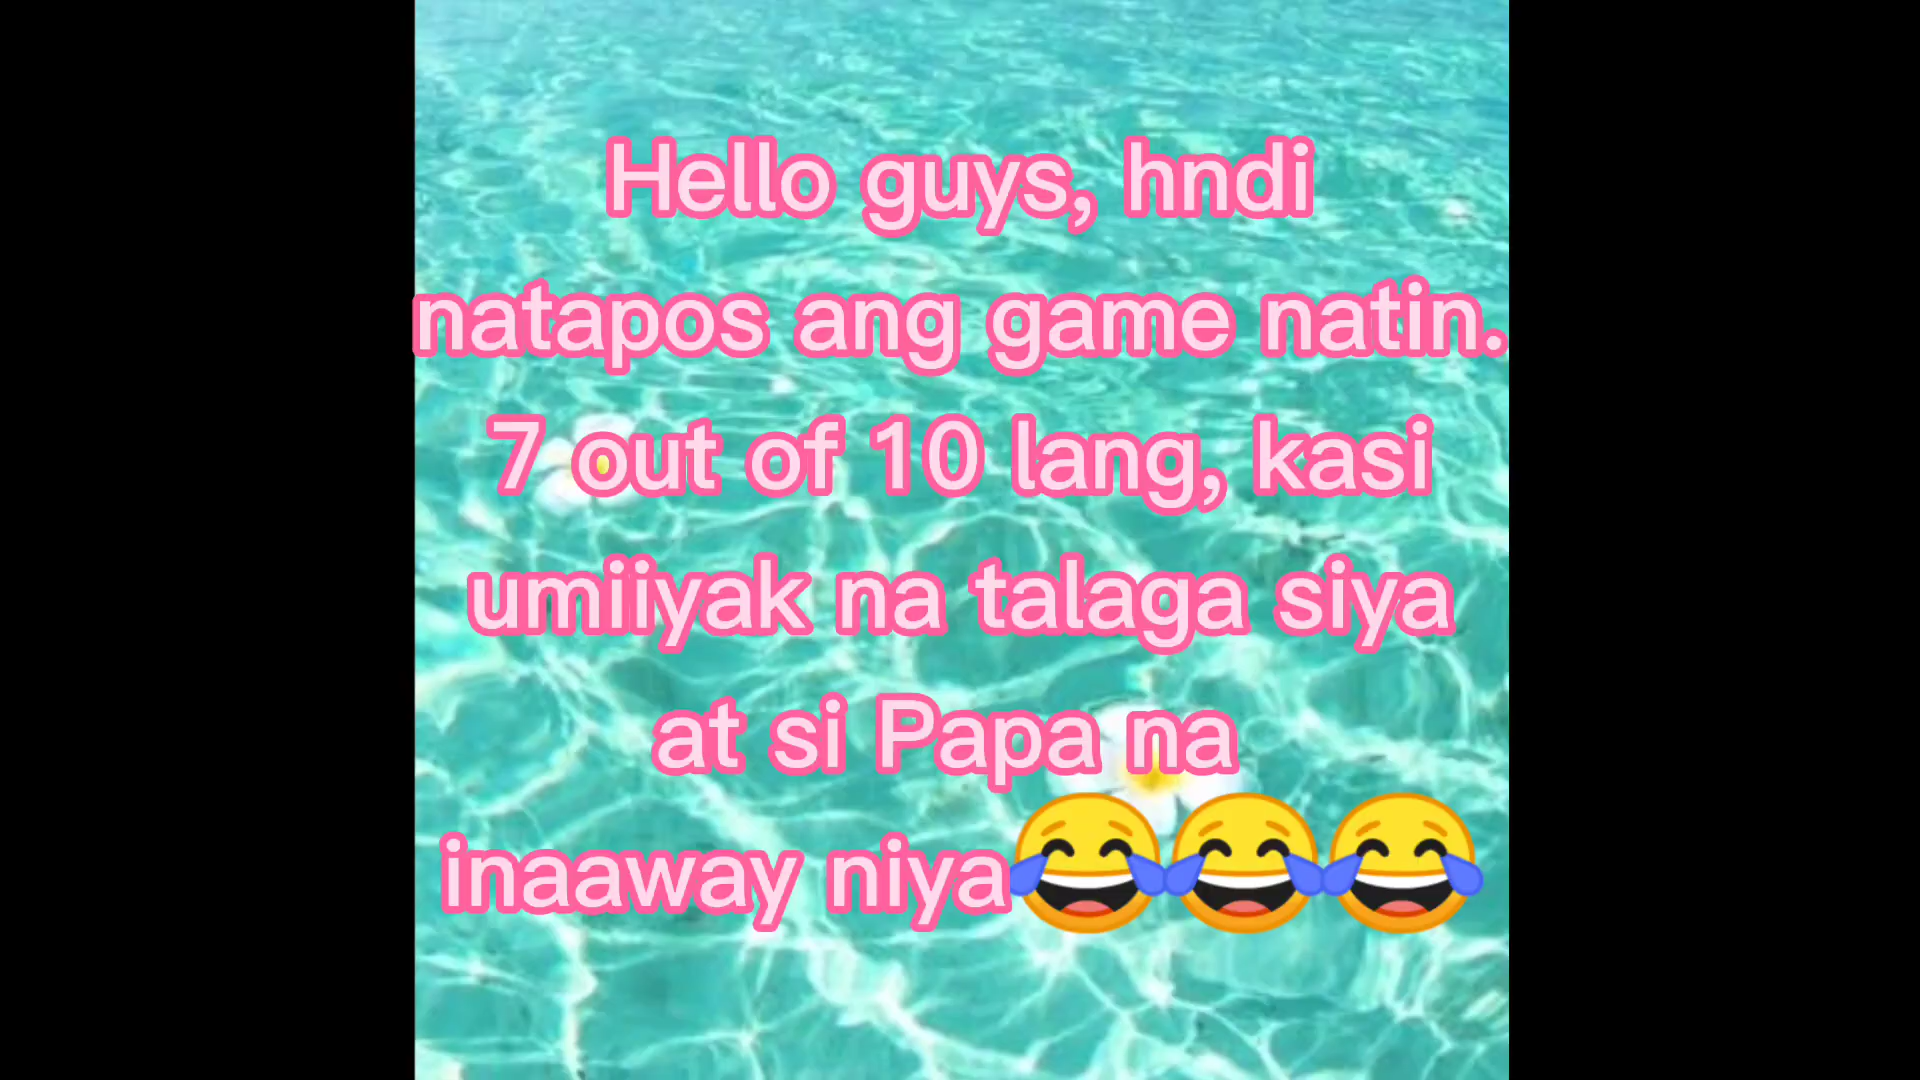 Hello guys, hndi
natapos ang game natin.
7 out of 10 lang, kasi
umiiyak na talaga siya
at si Papa na
inaaway niya😂😂😂